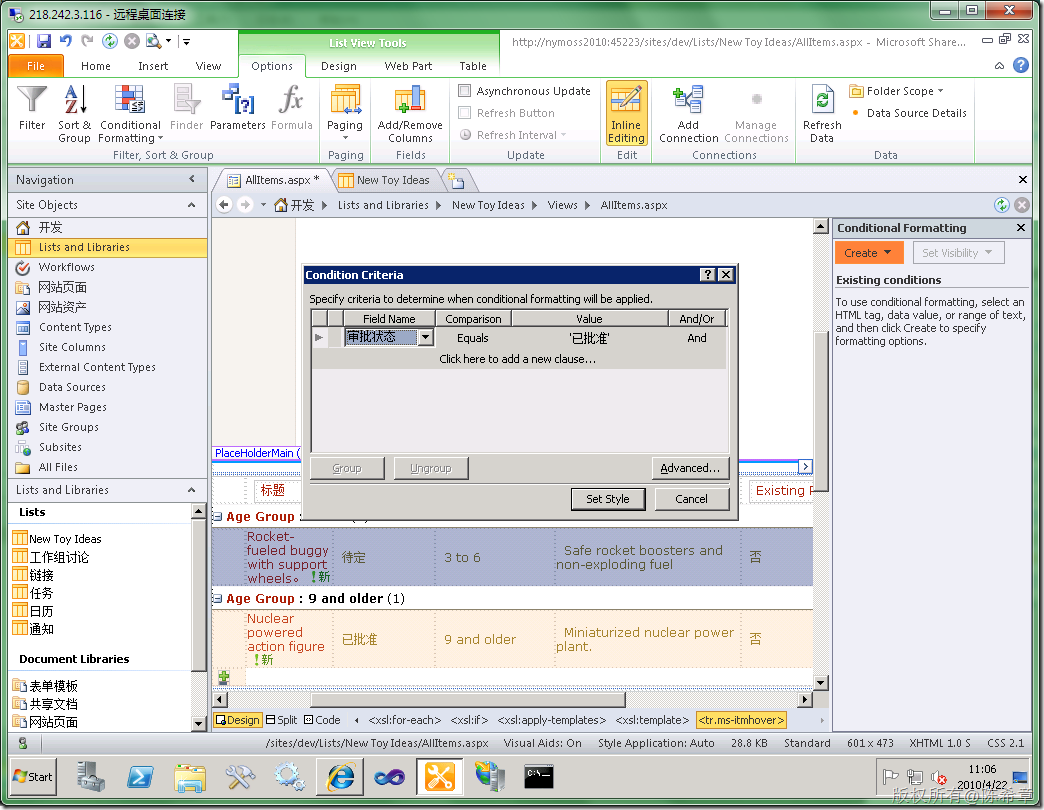 218.242.3.116 - 远程桌面连接
List View Tools
http://nymoss2010:45223/sites/dev/Lists/New Toy Ideas/AllItems.aspx - Microsoft Share...
File Home Insert View Options Design Web Part Table
Filter Sort & Group Conditional Formatting Finder Parameters Formula
Filter, Sort & Group
Paging
Paging
Add/Remove Columns
Fields
Asynchronous Update
Refresh Button
Refresh Interval
Update
Inline Editing
Edit
Add Connection Manage Connections
Connections
Refresh Data
Folder Scope
Data Source Details
Data
Navigation
Site Objects
开发
Lists and Libraries
Workflows
网站页面
网站资产
Content Types
Site Columns
External Content Types
Data Sources
Master Pages
Site Groups
Subsites
All Files
Lists and Libraries
Lists
New Toy Ideas
工作组讨论
链接
任务
日历
通知
Document Libraries
表单模板
共享文档
网站页面
AllItems.aspx * New Toy Ideas
开发 Lists and Libraries New Toy Ideas Views AllItems.aspx
Condition Criteria
Specify criteria to determine when conditional formatting will be applied.
Field Name Comparison Value And/Or
审批状态 Equals '已批准' And
Click here to add a new clause...
Group Ungroup Advanced...
Set Style Cancel
PlaceHolderMain (
标题 Existing
Age Group :
Rocket-
fueled buggy
with support
wheels。 !新
待定
3 to 6
Safe rocket boosters and
non-exploding fuel
否
Age Group : 9 and older (1)
Nuclear
powered
action figure
!新
已批准
9 and older
Miniaturized nuclear power
plant.
否
Design Split Code <xsl:for-each> <xsl:if> <xsl:apply-templates> <xsl:template> <tr.ms-itmhover>
Conditional Formatting
Create Set Visibility
Existing conditions
To use conditional formatting, select an
HTML tag, data value, or range of text,
and then click Create to specify
formatting options.
/sites/dev/Lists/New Toy Ideas/AllItems.aspx Visual Aids: On Style Application: Auto 28.8 KB Standard 601 x 473 XHTML 1.0 S CSS 2.1
Start
11:06
2010/4/22
版权所有@陈希章